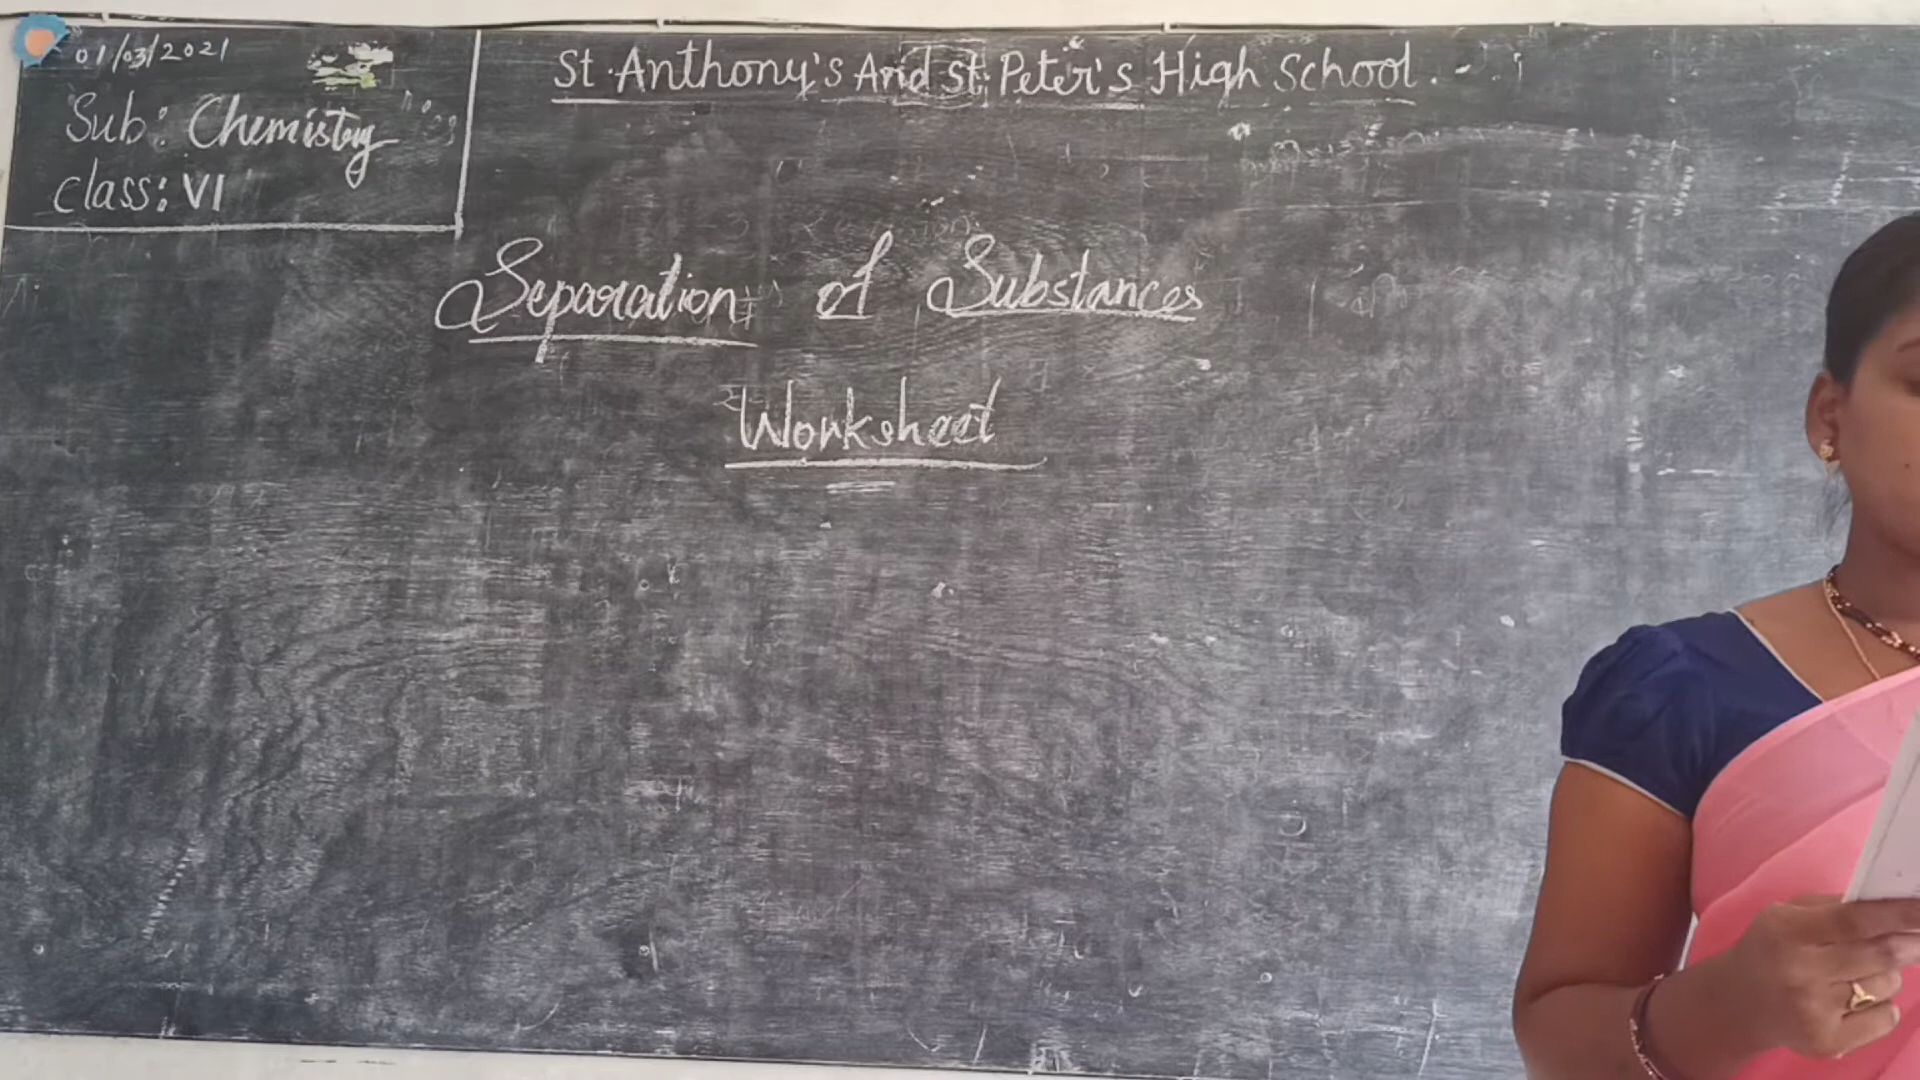 01/03/2021
Sub: Chemistry
Class: VI
St. Anthony's And St. Peter's High School.
Separation of Substances
Worksheet